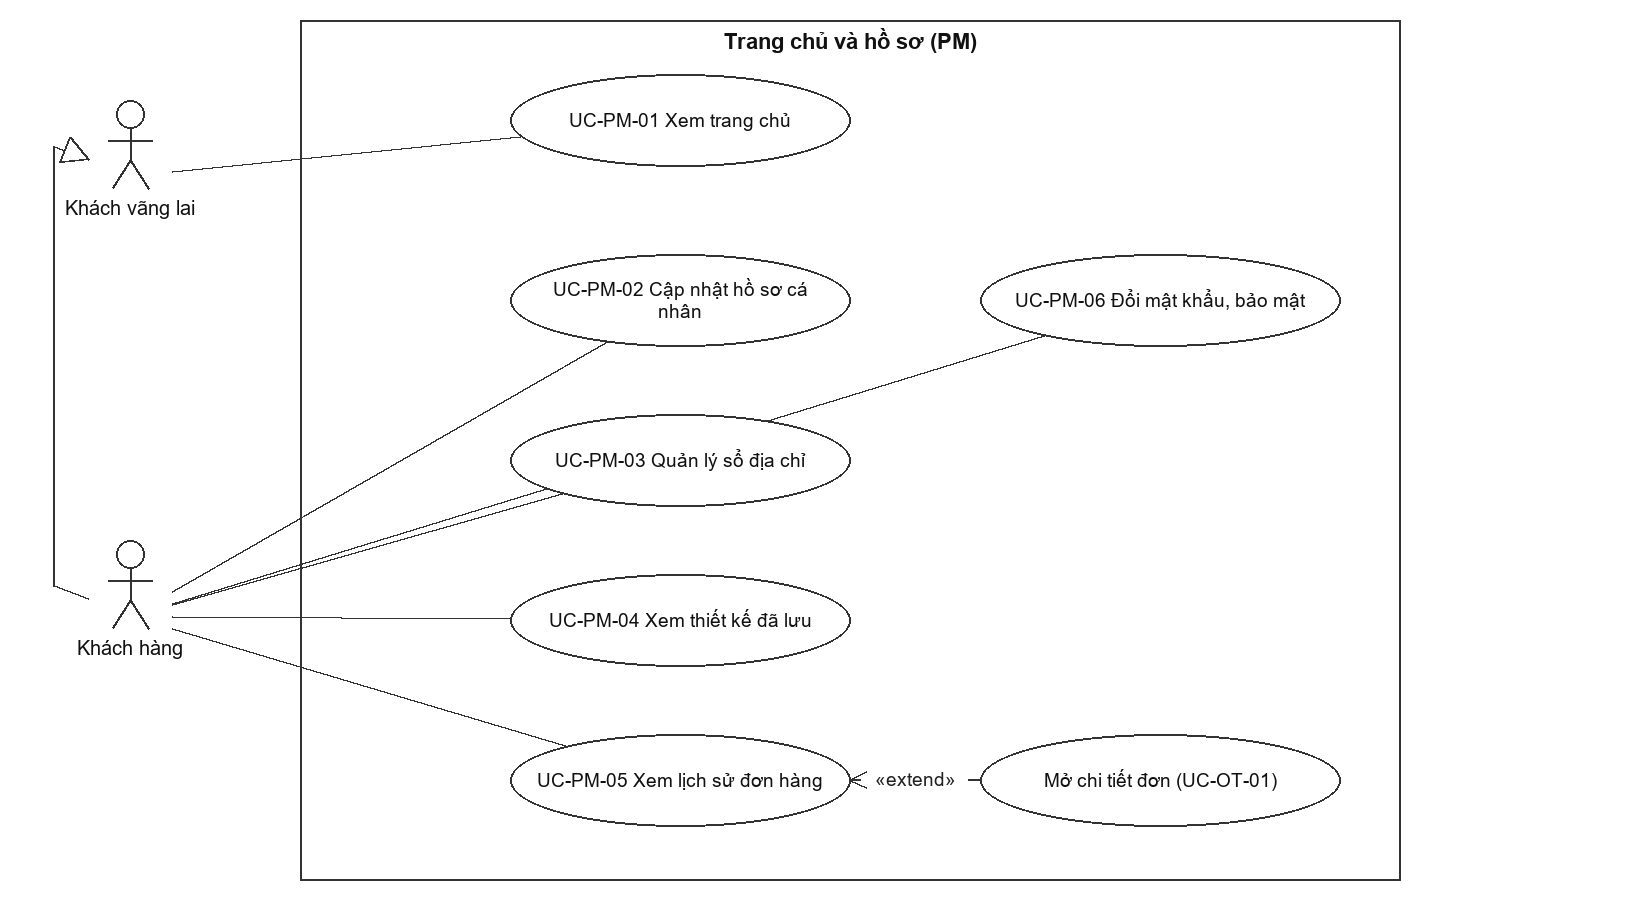 Trang chủ và hồ sơ (PM)
UC-PM-01 Xem trang chủ
Khách vãng lai
UC-PM-02 Cập nhật hồ sơ cá
nhân
UC-PM-06 Đổi mật khẩu, bảo mật
UC-PM-03 Quản lý sổ địa chỉ
UC-PM-04 Xem thiết kế đã lưu
Khách hàng
UC-PM-05 Xem lịch sử đơn hàng
«extend»
Mở chi tiết đơn (UC-OT-01)